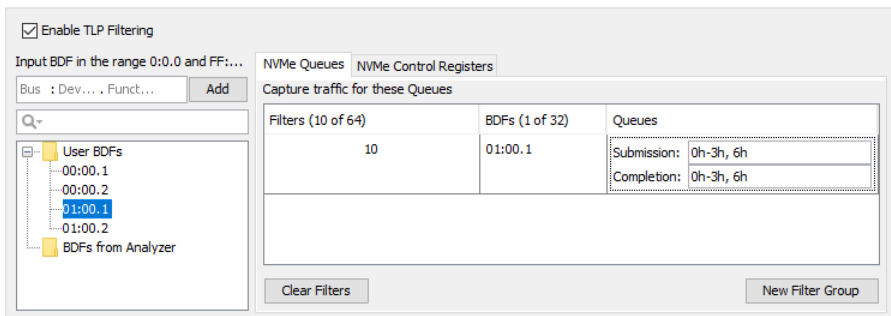 Enable TLP Filtering
Input BDF in the range 0:0.0 and FF:...
Bus : Dev... . Funct...
Add
User BDFs
00:00.1
00:00.2
01:00.1
01:00.2
BDFs from Analyzer
NVMe Queues NVMe Control Registers
Capture traffic for these Queues
Filters (10 of 64) BDFs (1 of 32) Queues
10 01:00.1 Submission: 0h-3h, 6h
Completion: 0h-3h, 6h
Clear Filters New Filter Group